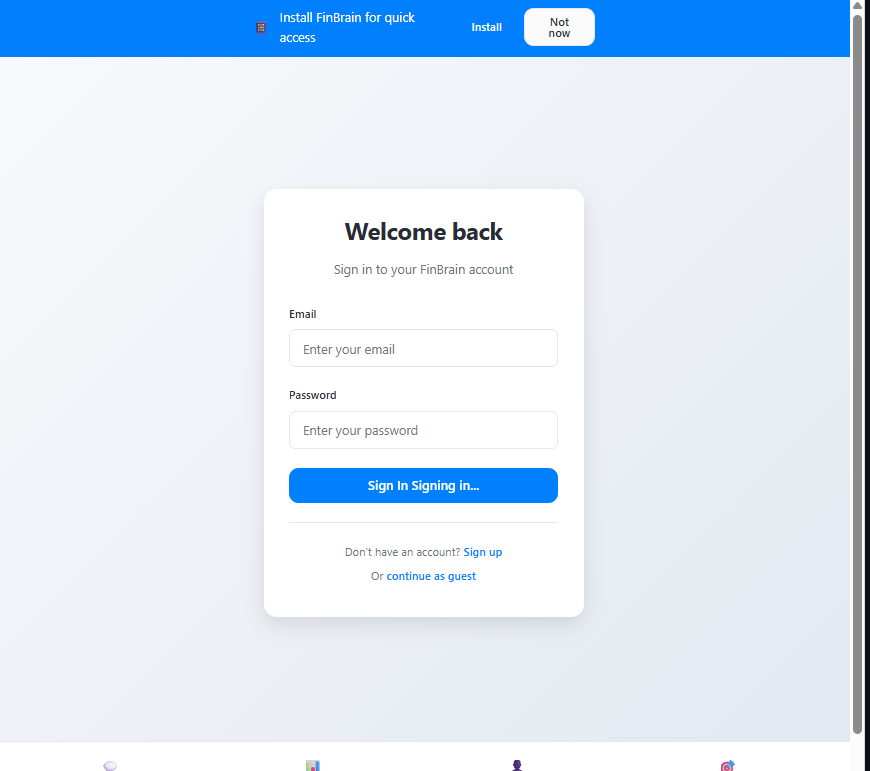 Install FinBrain for quick
access
Install
Not
now
Welcome back
Sign in to your FinBrain account
Email
Enter your email
Password
Enter your password
Sign In Signing in...
Don't have an account? Sign up
Or continue as guest